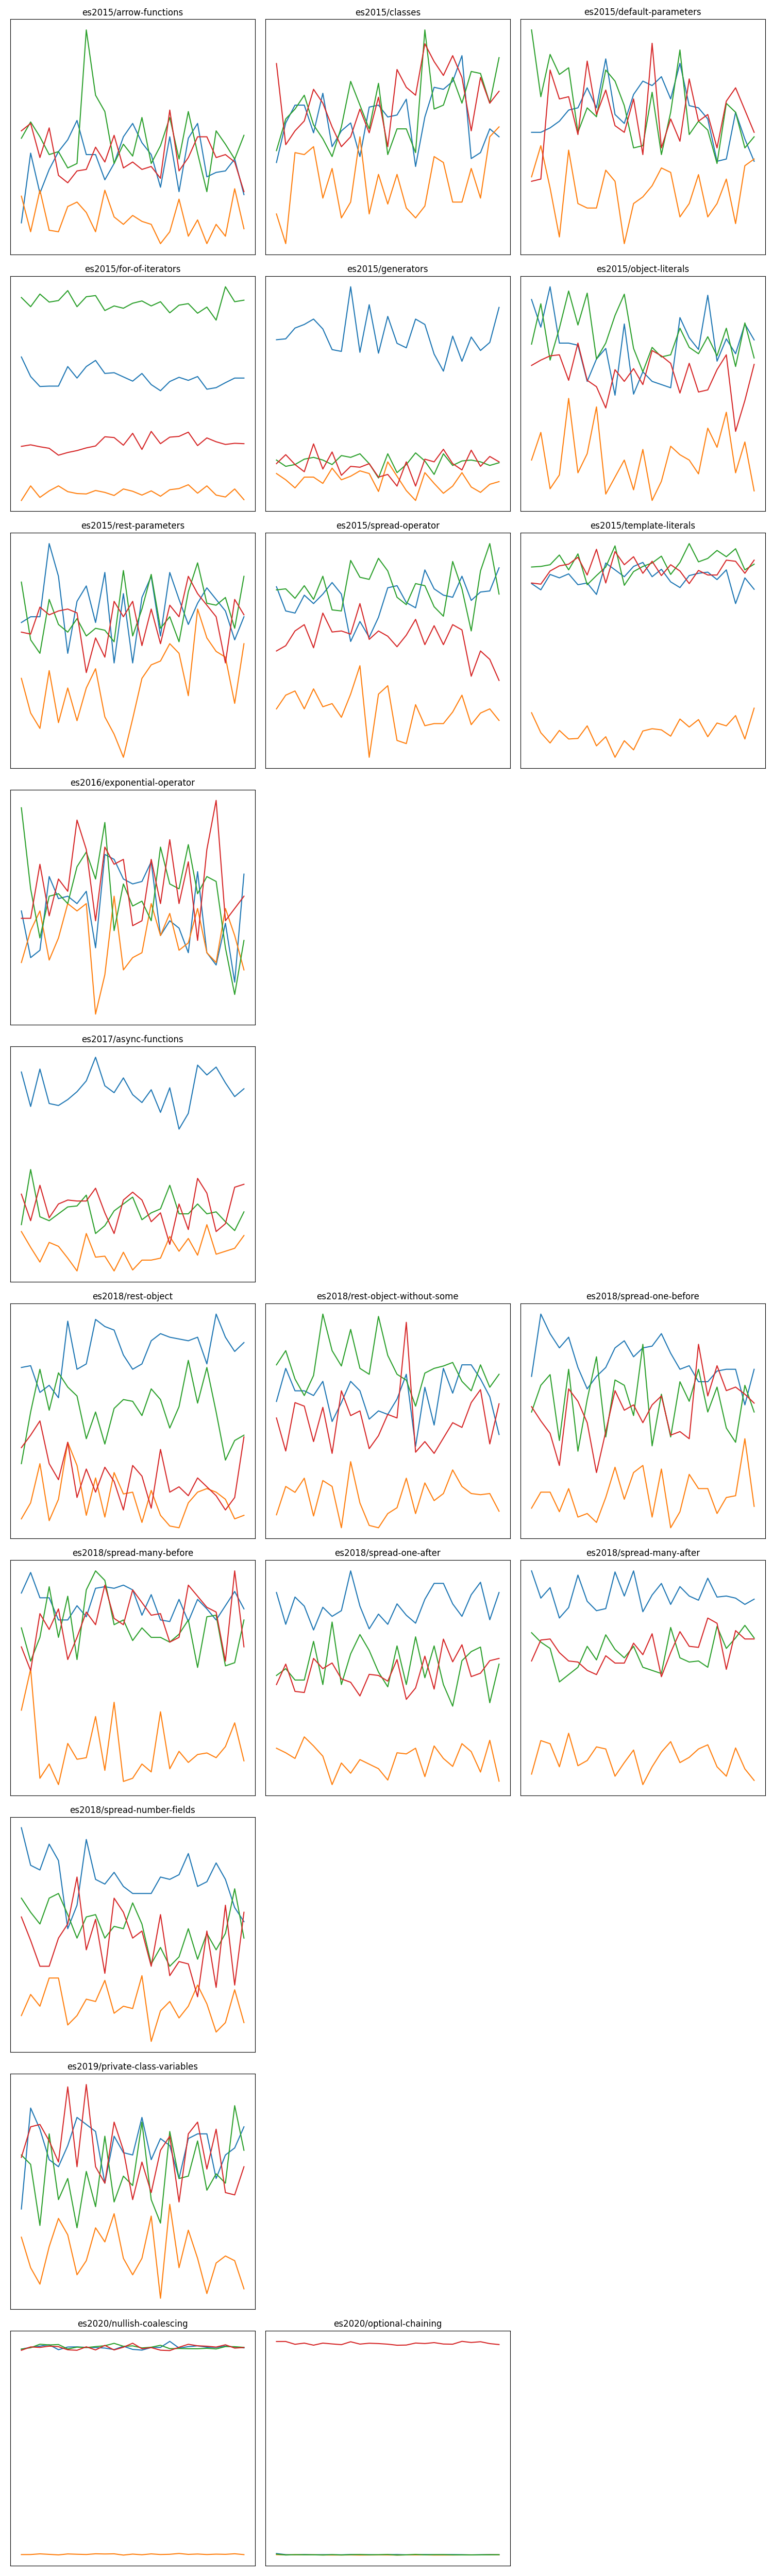 es2015/arrow-functions
es2015/classes
es2015/default-parameters
es2015/for-of-iterators
es2015/generators
es2015/object-literals
es2015/rest-parameters
es2015/spread-operator
es2015/template-literals
es2016/exponential-operator
es2017/async-functions
es2018/rest-object
es2018/rest-object-without-some
es2018/spread-one-before
es2018/spread-many-before
es2018/spread-one-after
es2018/spread-many-after
es2018/spread-number-fields
es2019/private-class-variables
es2020/nullish-coalescing
es2020/optional-chaining